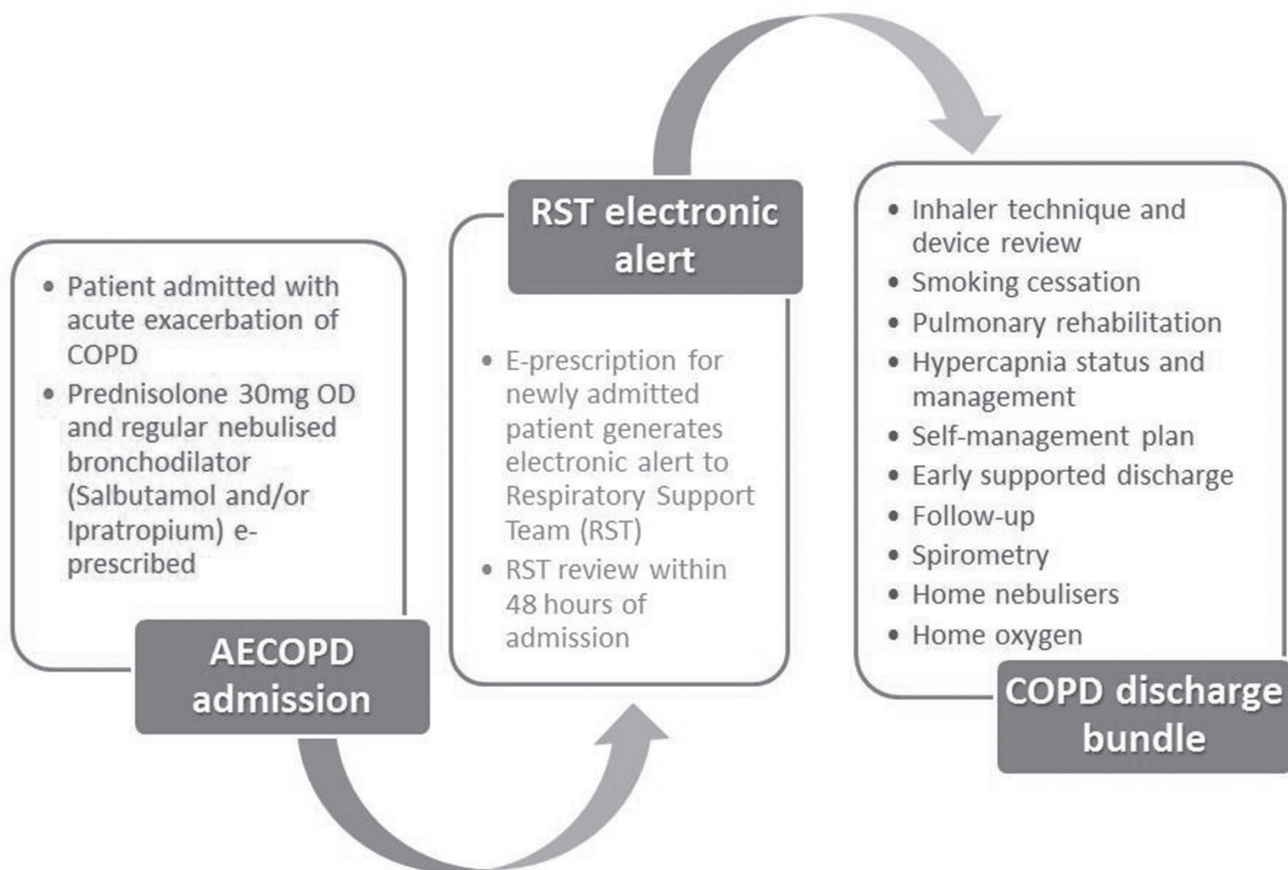 • Patient admitted with
acute exacerbation of
COPD
• Prednisolone 30mg OD
and regular nebulised
bronchodilator
(Salbutamol and/or
Ipratropium) e-
prescribed
AECOPD
admission
RST electronic
alert
• E-prescription for
newly admitted
patient generates
electronic alert to
Respiratory Support
Team (RST)
• RST review within
48 hours of
admission
• Inhaler technique and
device review
• Smoking cessation
• Pulmonary rehabilitation
• Hypercapnia status and
management
• Self-management plan
• Early supported discharge
• Follow-up
• Spirometry
• Home nebulisers
• Home oxygen
COPD discharge
bundle